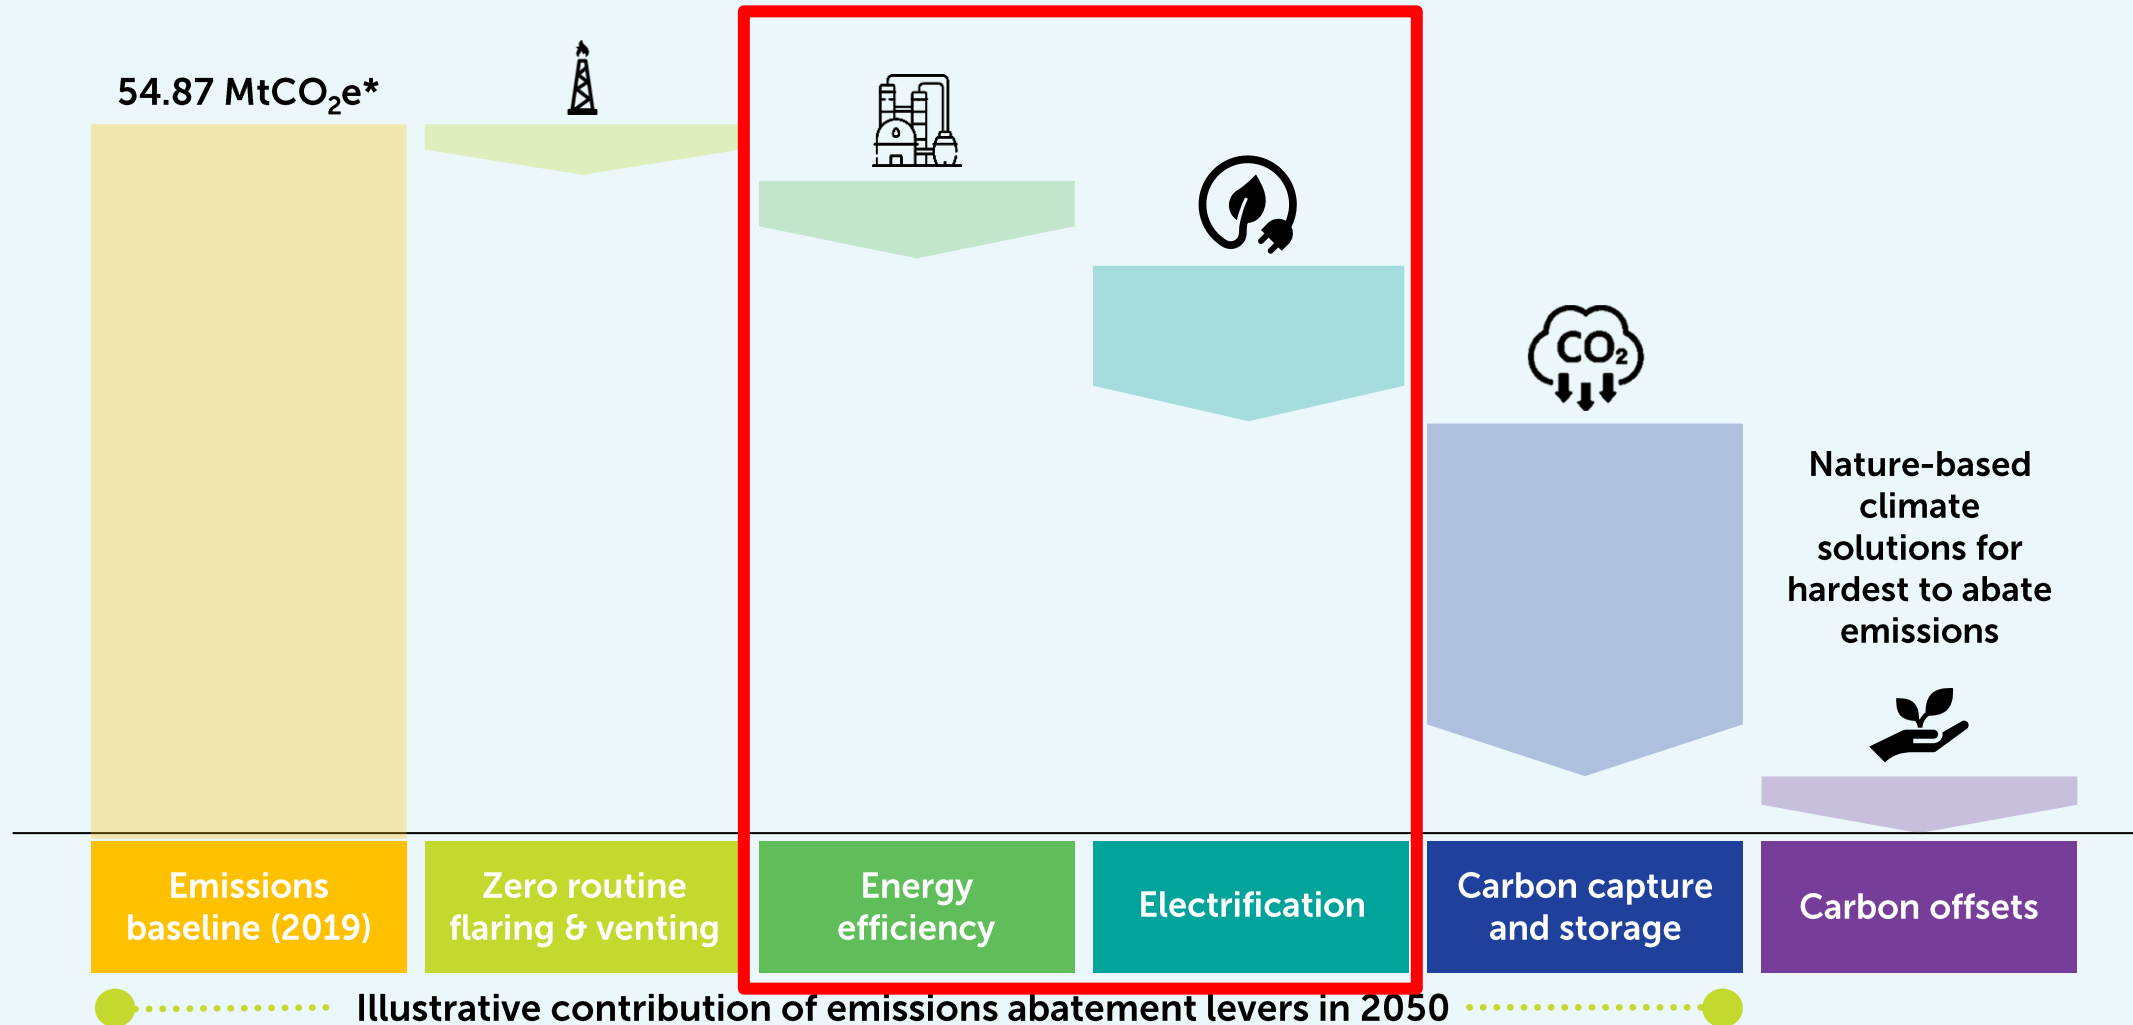 54.87 MtCO₂e*
CO₂
Nature-based
climate
solutions for
hardest to abate
emissions
Emissions
baseline (2019)
Zero routine
flaring & venting
Energy
efficiency
Electrification
Carbon capture
and storage
Carbon offsets
Illustrative contribution of emissions abatement levers in 2050